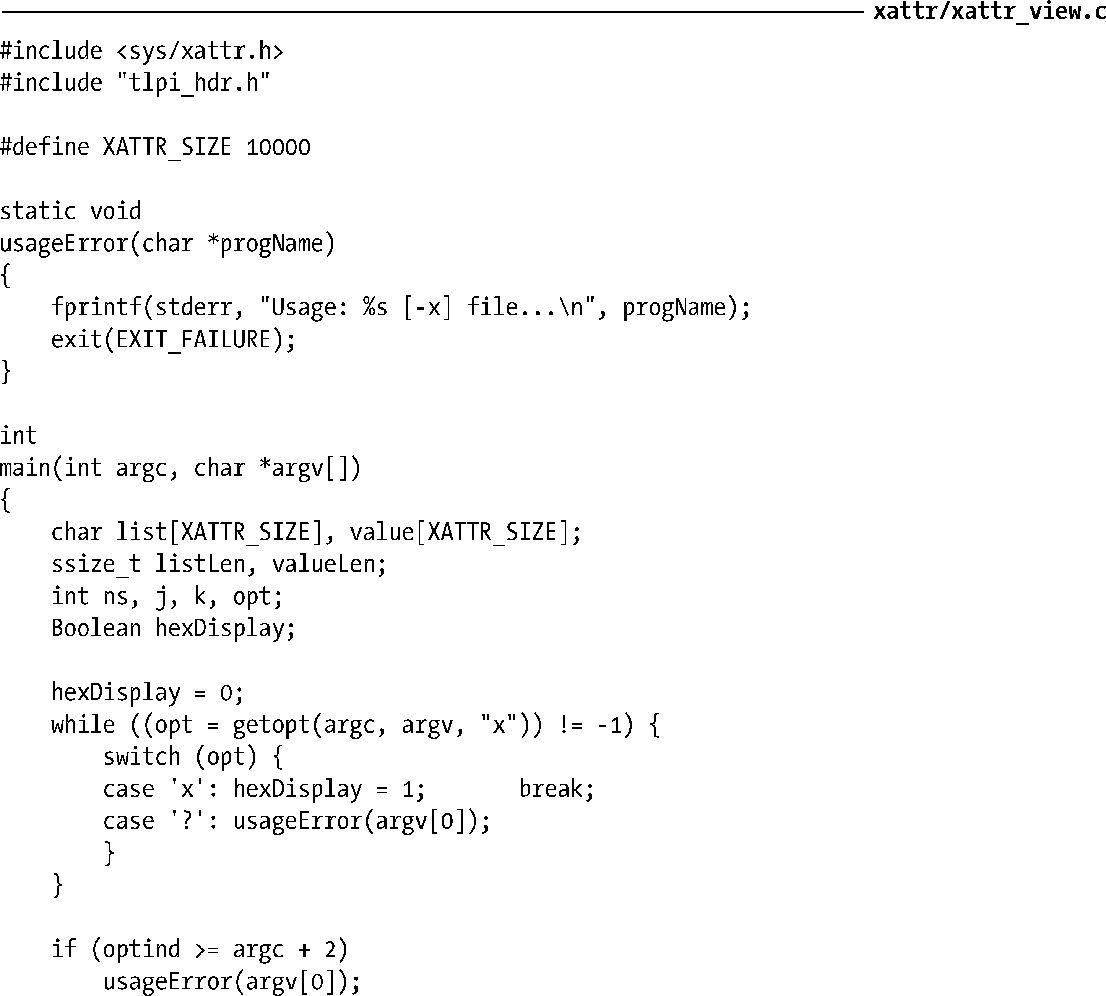 xattr/xattr_view.c
#include <sys/xattr.h>
#include "tlpi_hdr.h"
#define XATTR_SIZE 10000
static void
usageError(char *progName)
{
    fprintf(stderr, "Usage: %s [-x] file...\n", progName);
    exit(EXIT_FAILURE);
}
int
main(int argc, char *argv[])
{
    char list[XATTR_SIZE], value[XATTR_SIZE];
    ssize_t listLen, valueLen;
    int ns, j, k, opt;
    Boolean hexDisplay;
    hexDisplay = 0;
    while ((opt = getopt(argc, argv, "x")) != -1) {
        switch (opt) {
        case 'x': hexDisplay = 1;       break;
        case '?': usageError(argv[0]);
        }
    }
    if (optind >= argc + 2)
        usageError(argv[0]);